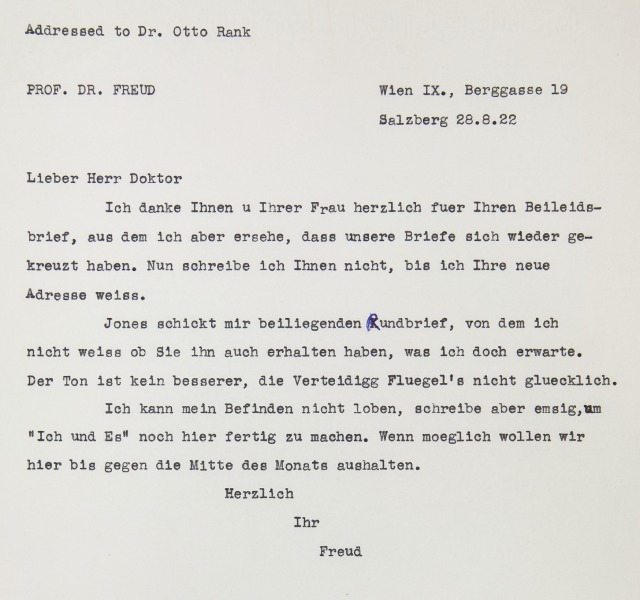 Addressed to Dr. Otto Rank
PROF. DR. FREUD
Wien IX., Berggasse 19
Salzberg 28.8.22
Lieber Herr Doktor
Ich danke Ihnen u Ihrer Frau herzlich fuer Ihren Beileids-
brief, aus dem ich aber ersehe, dass unsere Briefe sich wieder ge-
kreuzt haben. Nun schreibe ich Ihnen nicht, bis ich Ihre neue
Adresse weiss.
Jones schickt mir beiliegenden Rundbrief, von dem ich
nicht weiss ob Sie ihn auch erhalten haben, was ich doch erwarte.
Der Ton ist kein besserer, die Verteidigg Fluegel's nicht gluecklich.
Ich kann mein Befinden nicht loben, schreibe aber emsig,um
"Ich und Es" noch hier fertig zu machen. Wenn moeglich wollen wir
hier bis gegen die Mitte des Monats aushalten.
Herzlich
Ihr
Freud